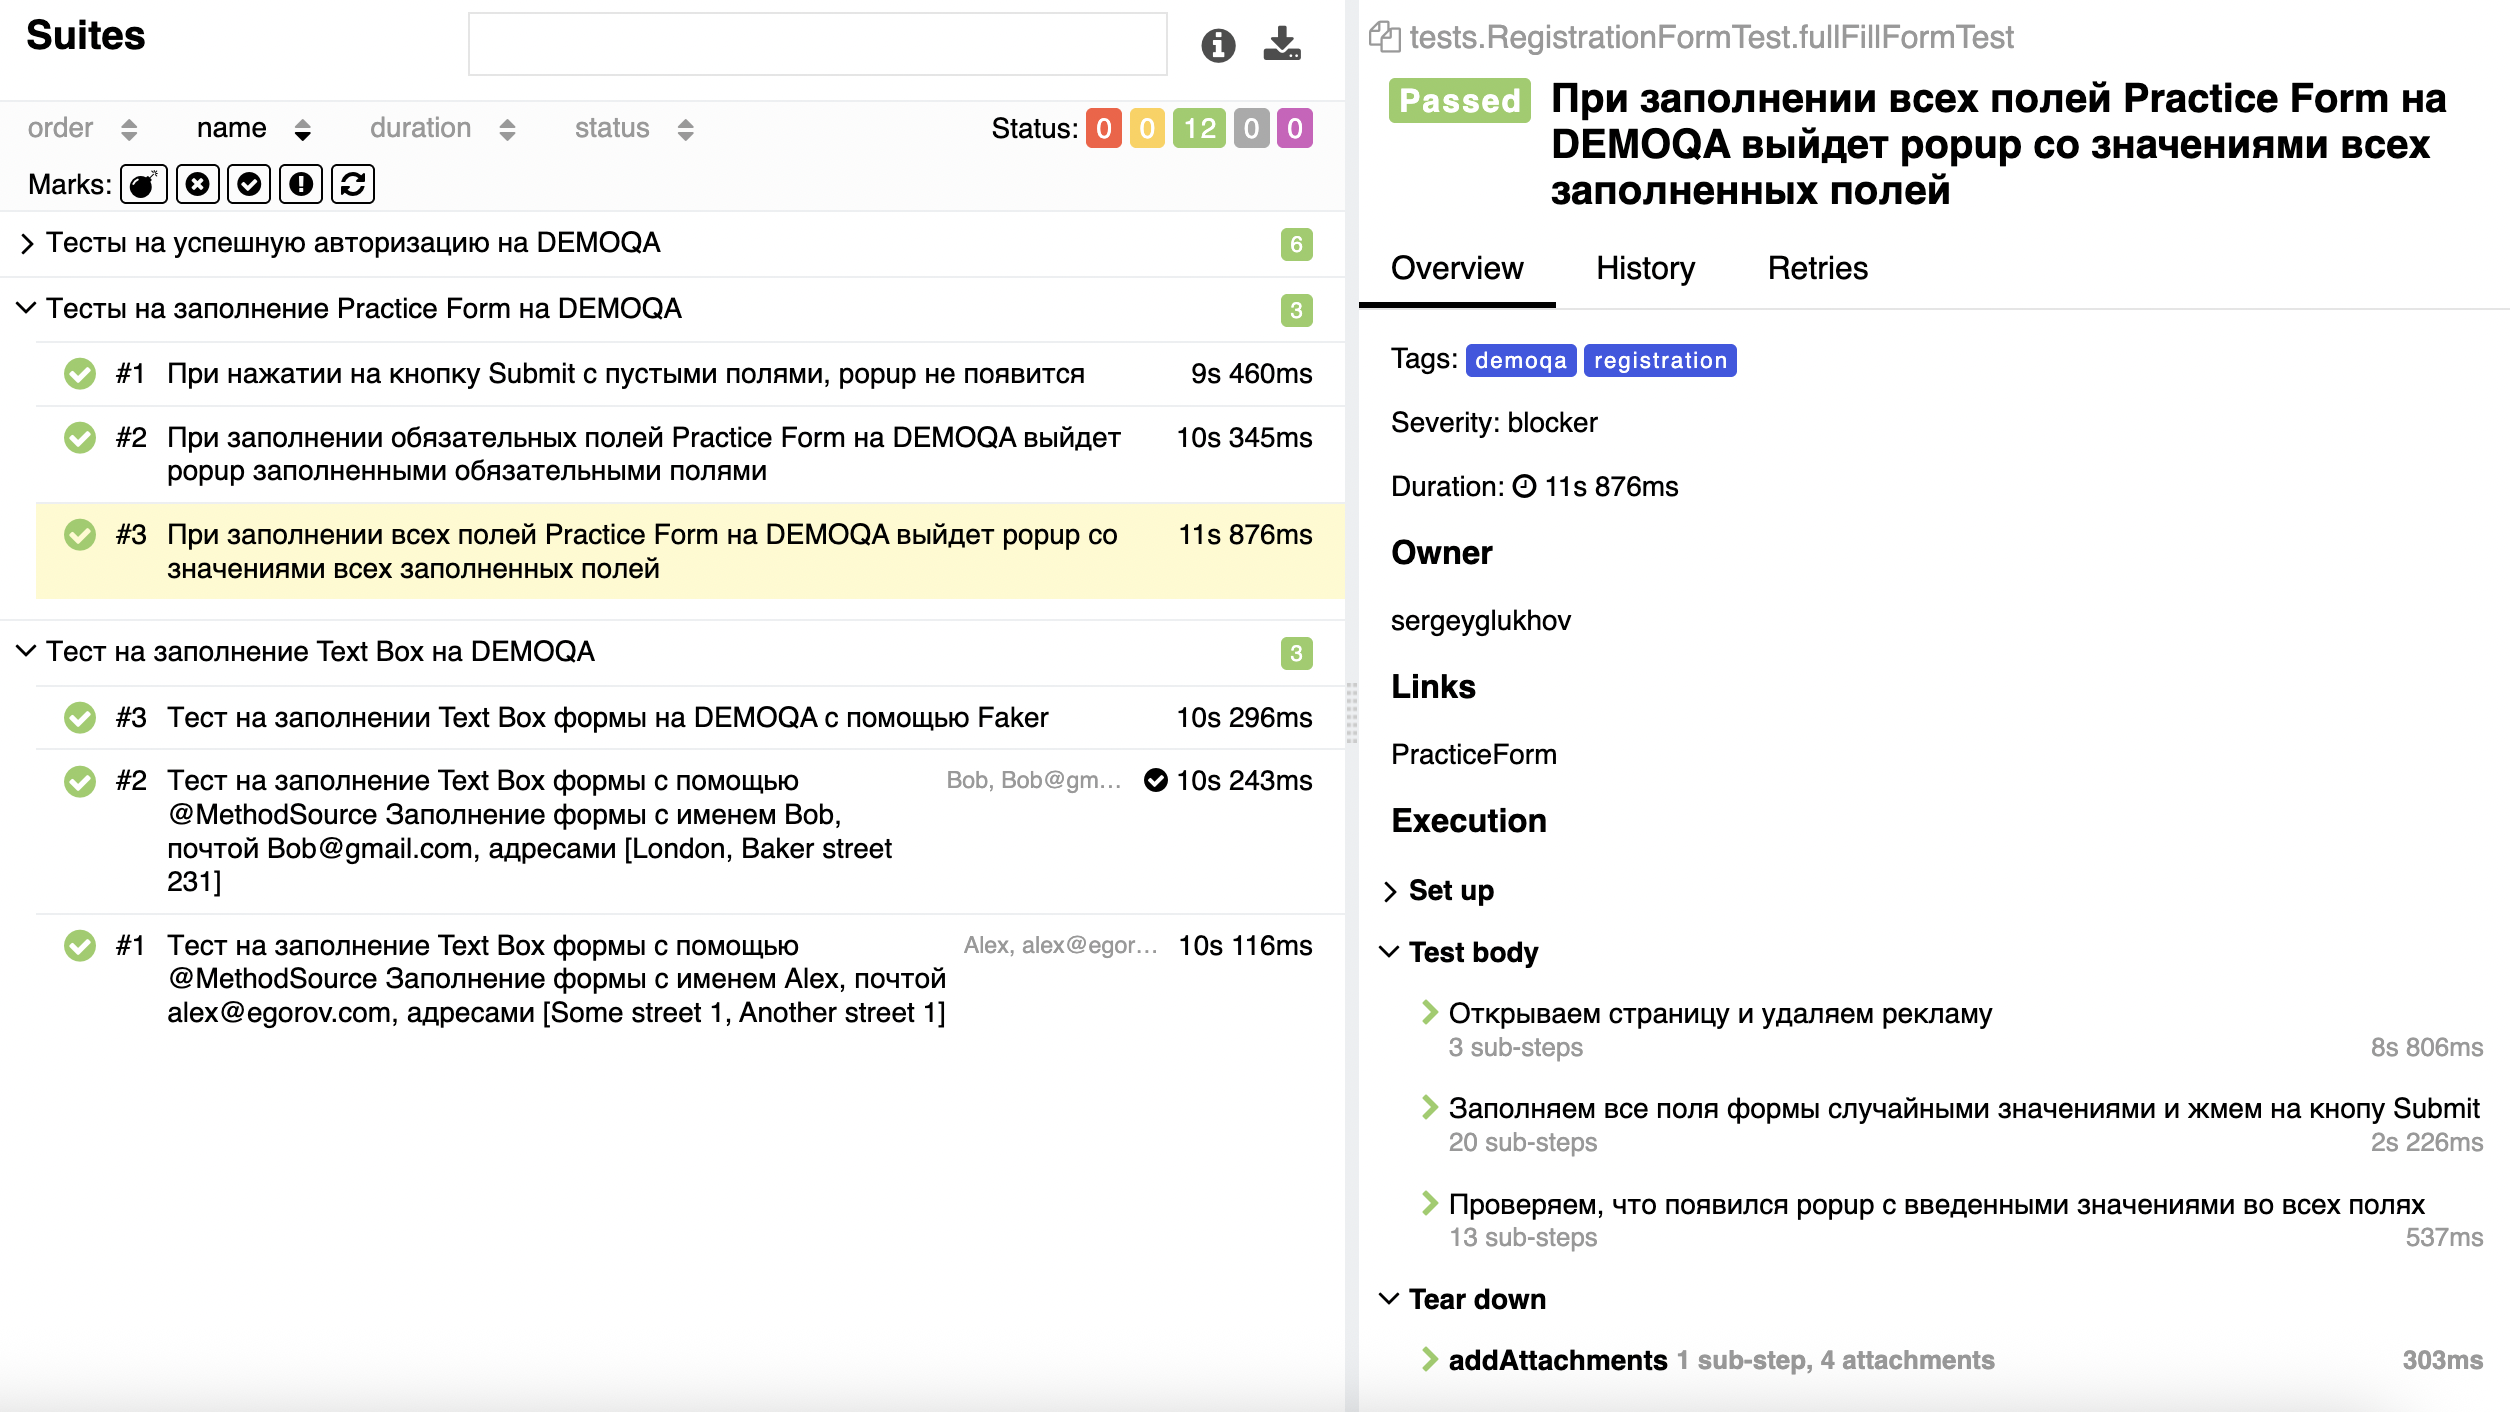 Suites
order name duration status Status: 0 0 12 0 0
Marks:
Тесты на успешную авторизацию на DEMOQA 6
Тесты на заполнение Practice Form на DEMOQA 3
#1 При нажатии на кнопку Submit с пустыми полями, popup не появится 9s 460ms
#2 При заполнении обязательных полей Practice Form на DEMOQA выйдет 10s 345ms
popup заполненными обязательными полями
#3 При заполнении всех полей Practice Form на DEMOQA выйдет popup со 11s 876ms
значениями всех заполненных полей
Тест на заполнение Text Box на DEMOQA 3
#3 Тест на заполнении Text Box формы на DEMOQA с помощью Faker 10s 296ms
#2 Тест на заполнение Text Box формы с помощью Bob, Bob@gm... 10s 243ms
@MethodSource Заполнение формы с именем Bob,
почтой Bob@gmail.com, адресами [London, Baker street
231]
#1 Тест на заполнение Text Box формы с помощью Alex, alex@egor... 10s 116ms
@MethodSource Заполнение формы с именем Alex, почтой
alex@egorov.com, адресами [Some street 1, Another street 1]
tests.RegistrationFormTest.fullFillFormTest
Passed При заполнении всех полей Practice Form на
DEMOQA выйдет popup со значениями всех
заполненных полей
Overview History Retries
Tags: demoqa registration
Severity: blocker
Duration: 11s 876ms
Owner
sergeyglukhov
Links
PracticeForm
Execution
Set up
Test body
Открываем страницу и удаляем рекламу
3 sub-steps 8s 806ms
Заполняем все поля формы случайными значениями и жмем на кнопу Submit
20 sub-steps 2s 226ms
Проверяем, что появился popup с введенными значениями во всех полях
13 sub-steps 537ms
Tear down
addAttachments 1 sub-step, 4 attachments 303ms